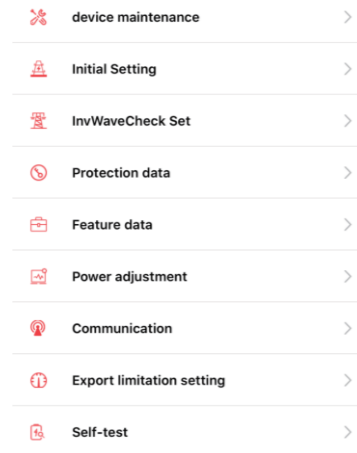 device maintenance
Initial Setting
InvWaveCheck Set
Protection data
Feature data
Power adjustment
Communication
Export limitation setting
Self-test